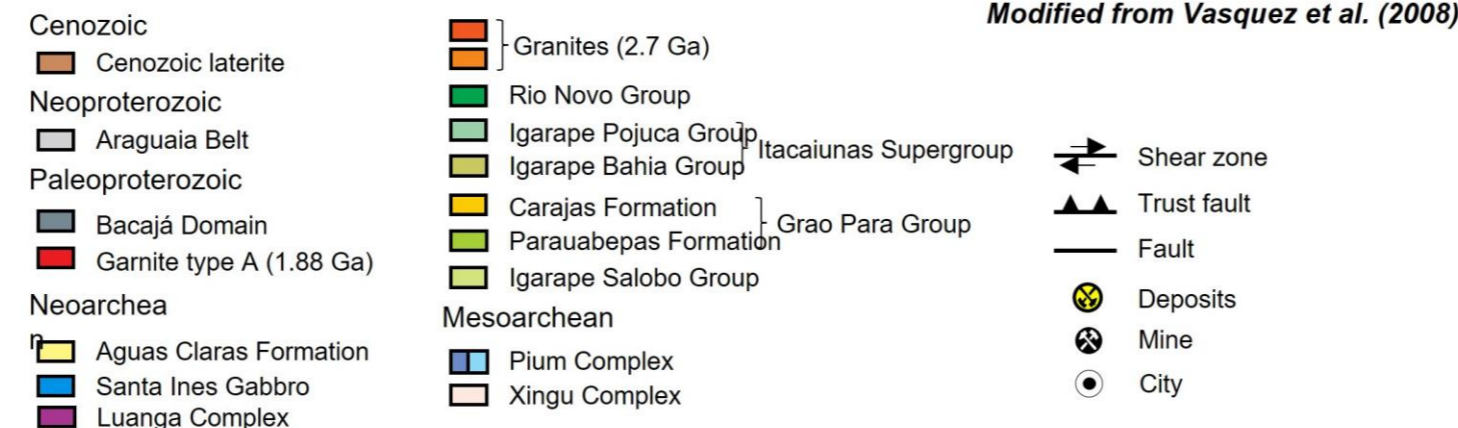 Modified from Vasquez et al. (2008)
Cenozoic
Cenozoic laterite
Neoproterozoic
Araguaia Belt
Paleoproterozoic
Bacajá Domain
Garnite type A (1.88 Ga)
Neoarchea
n
Aguas Claras Formation
Santa Ines Gabbro
Luanga Complex
Granites (2.7 Ga)
Rio Novo Group
Igarape Pojuca Group
Igarape Bahia Group
Itacaiunas Supergroup
Carajas Formation
Parauabepas Formation
Grao Para Group
Igarape Salobo Group
Mesoarchean
Pium Complex
Xingu Complex
Shear zone
Trust fault
Fault
Deposits
Mine
City